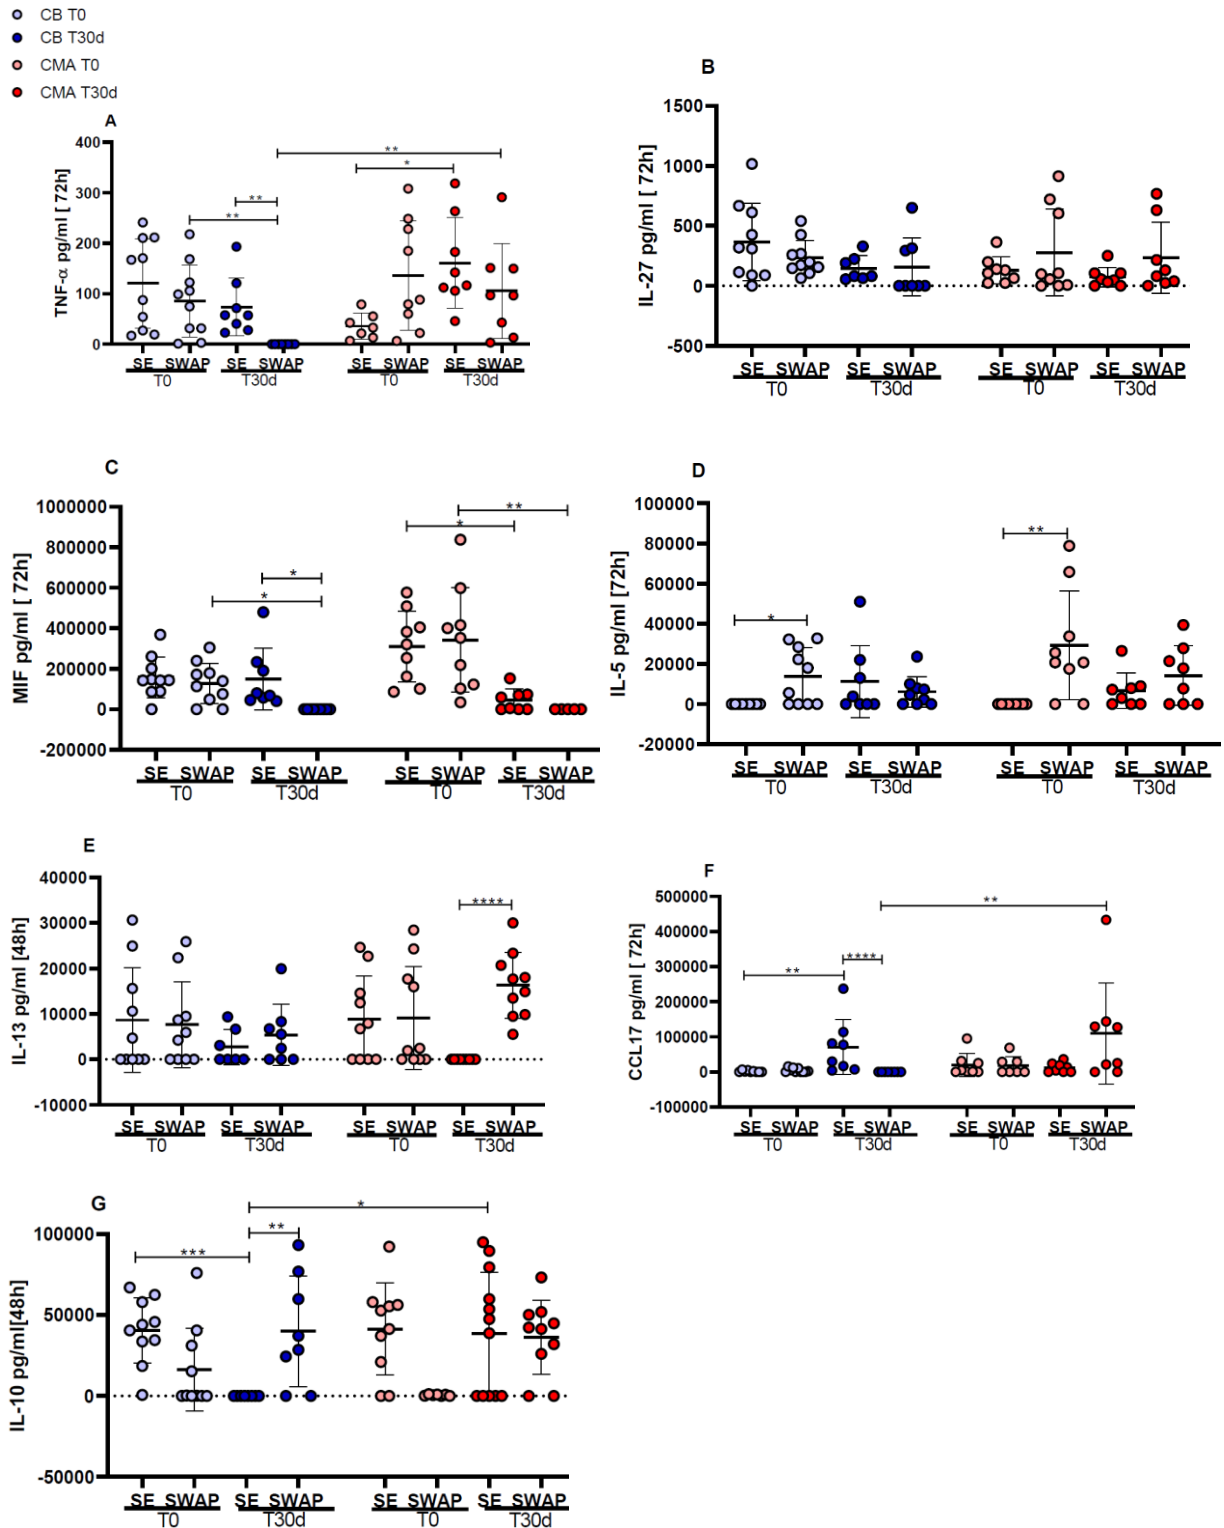 CB T0
CB T30d
CMA T0
CMA T30d
A
TNF-α pg/ml [ 72h]
400
300
200
100
0
** 
*
**
**
SE SWAP SE SWAP SE SWAP SE SWAP
T0 T30d T0 T30d
B
IL-27 pg/ml [ 72h]
1500
1000
500
0
-500
SE SWAP SE SWAP SE SWAP SE SWAP
T0 T30d T0 T30d
C
MIF pg/ml [ 72h]
1000000
800000
600000
400000
200000
0
-200000
**
*
*
*
SE SWAP SE SWAP SE SWAP SE SWAP
T0 T30d T0 T30d
D
IL-5 pg/ml [72h]
100000
80000
60000
40000
20000
0
-20000
**
*
SE SWAP SE SWAP SE SWAP SE SWAP
T0 T30d T0 T30d
E
IL-13 pg/ml [48h]
40000
30000
20000
10000
0
-10000
****
SE SWAP SE SWAP SE SWAP SE SWAP
T0 T30d T0 T30d
F
CCL17 pg/ml [ 72h]
500000
400000
300000
200000
100000
0
-100000
**
****
**
SE SWAP SE SWAP SE SWAP SE SWAP
T0 T30d T0 T30d
G
IL-10 pg/ml[48h]
100000
50000
0
-50000
*
**
***
SE SWAP SE SWAP SE SWAP SE SWAP
T0 T30d T0 T30d